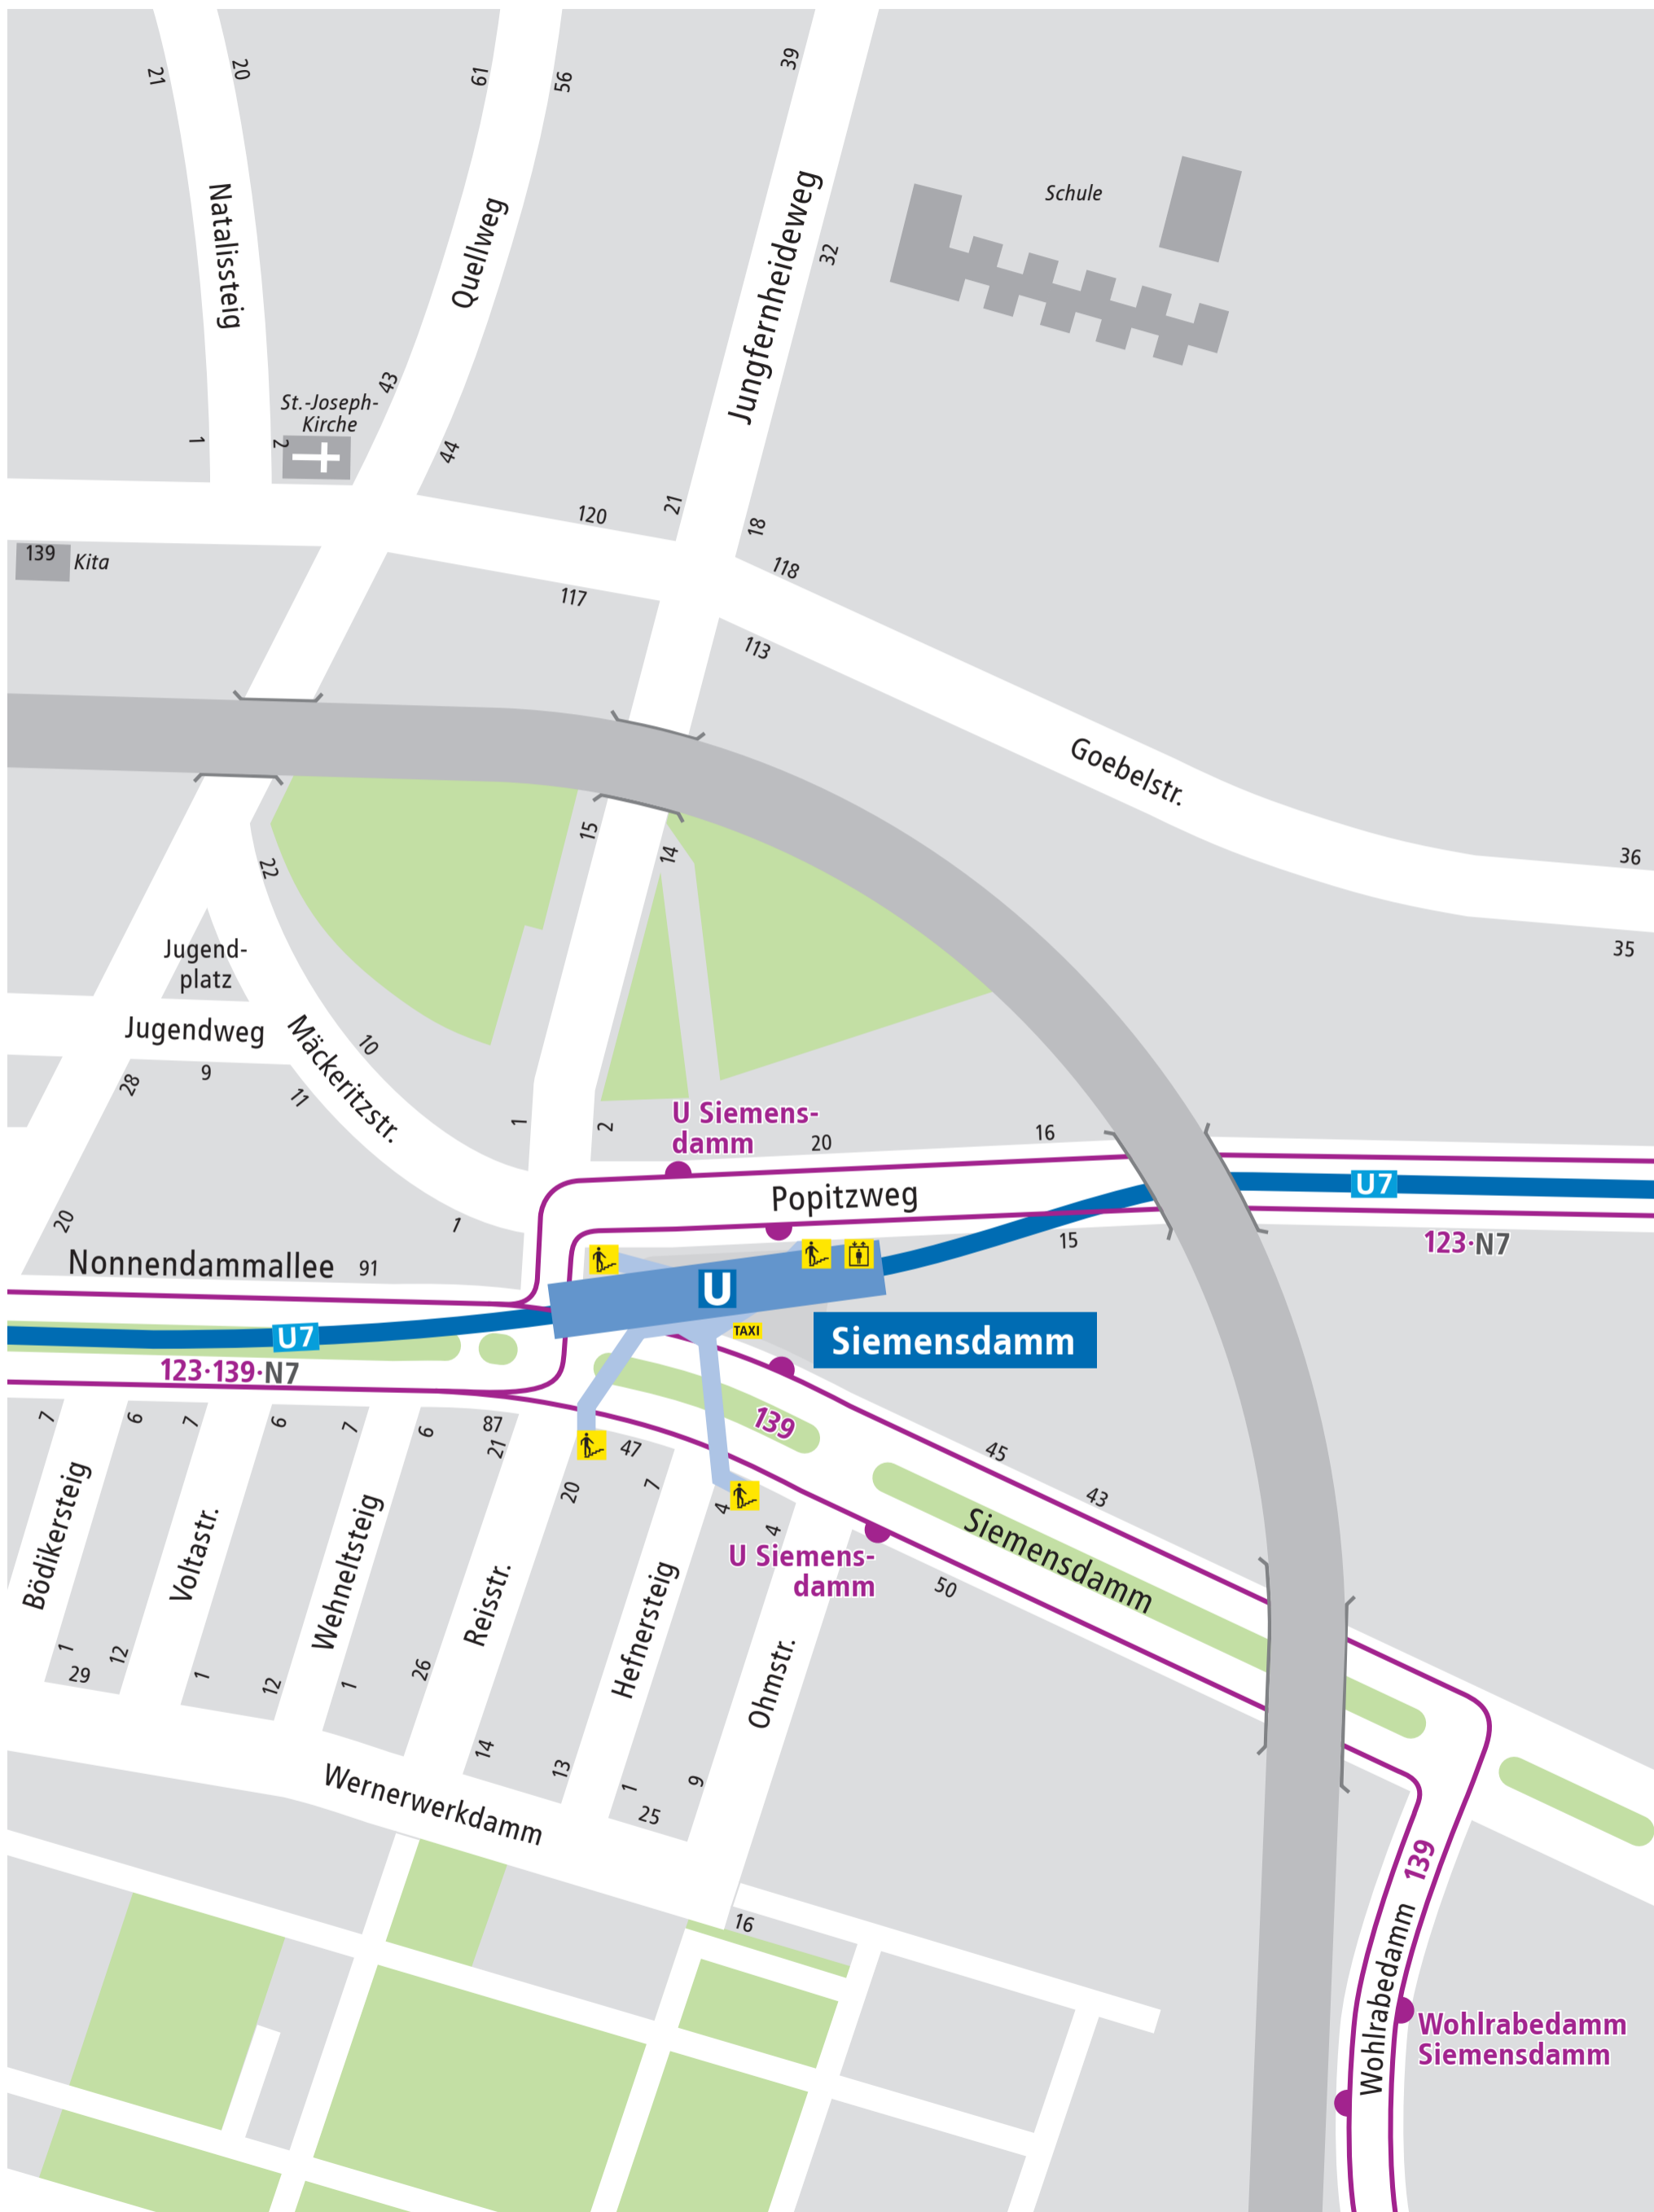 39
61
56
20
21
Schule
Natalissteig
Quellweg
Jungfernheideweg
32
43
St.-Joseph-
Kirche
1
2
44
21
120
18
139
Kita
118
117
113
Goebelstr.
15
14
36
22
35
Jugend-
platz
Jugendweg
Mäckeritzstr.
10
9
28
11
U Siemens-
damm
1
2
20
16
Popitzweg
U7
20
1
15
123·N7
Nonnendammallee
91
U
TAXI
Siemensdamm
U7
123·139·N7
7
6
7
6
7
6
87
21
47
139
45
20
7
4
4
43
Bödikersteig
Voltastr.
Wehneltsteig
Reisstr.
Hefnersteig
Ohmstr.
U Siemens-
damm
50
Siemensdamm
1
29
12
1
12
1
26
14
13
1
25
9
Wernerwerkdamm
16
139
Wohlrabedamm
Wohlrabedamm
Siemensdamm